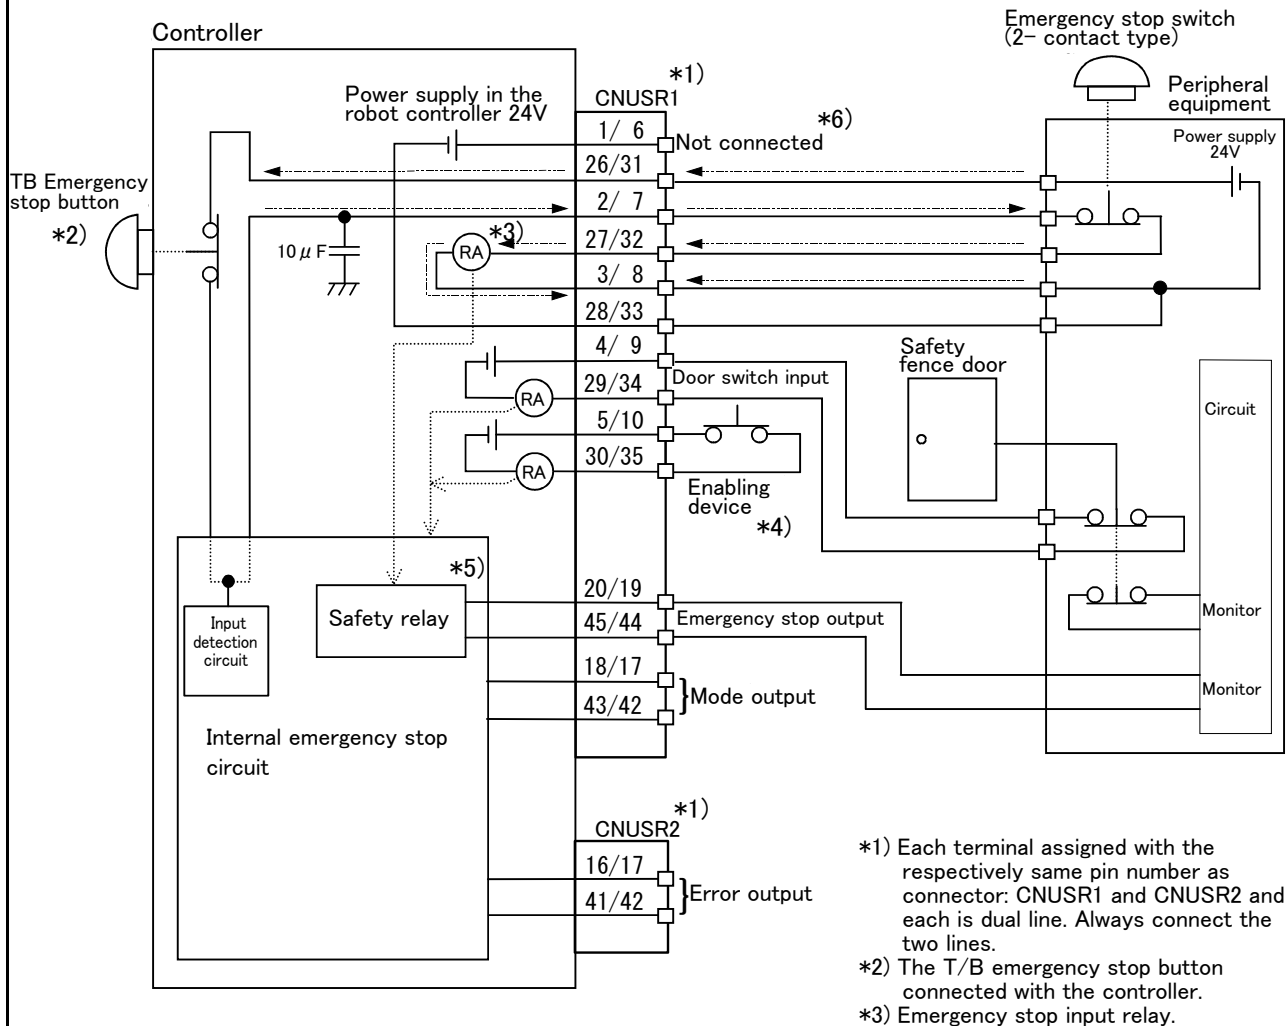 Emergency stop switch
(2- contact type)
Controller
*1)
CNUSR1
Peripheral
equipment
Power supply in the
robot controller 24V
*6)
1/ 6
Not connected
Power supply
24V
26/31
TB Emergency
stop button
*2)
2/ 7
*3)
27/32
10μF
RA
3/ 8
28/33
4/ 9
Safety
fence door
Door switch input
29/34
RA
Circuit
5/10
30/35
RA
Enabling
device
*4)
*5)
20/19
Safety relay
Emergency stop output
Monitor
Input
detection
circuit
45/44
18/17
Mode output
Monitor
43/42
Internal emergency stop
circuit
*1)
CNUSR2
16/17
Error output
41/42
*1) Each terminal assigned with the
respectively same pin number as
connector: CNUSR1 and CNUSR2 and
each is dual line. Always connect the
two lines.
*2) The T/B emergency stop button
connected with the controller.
*3) Emergency stop input relay.